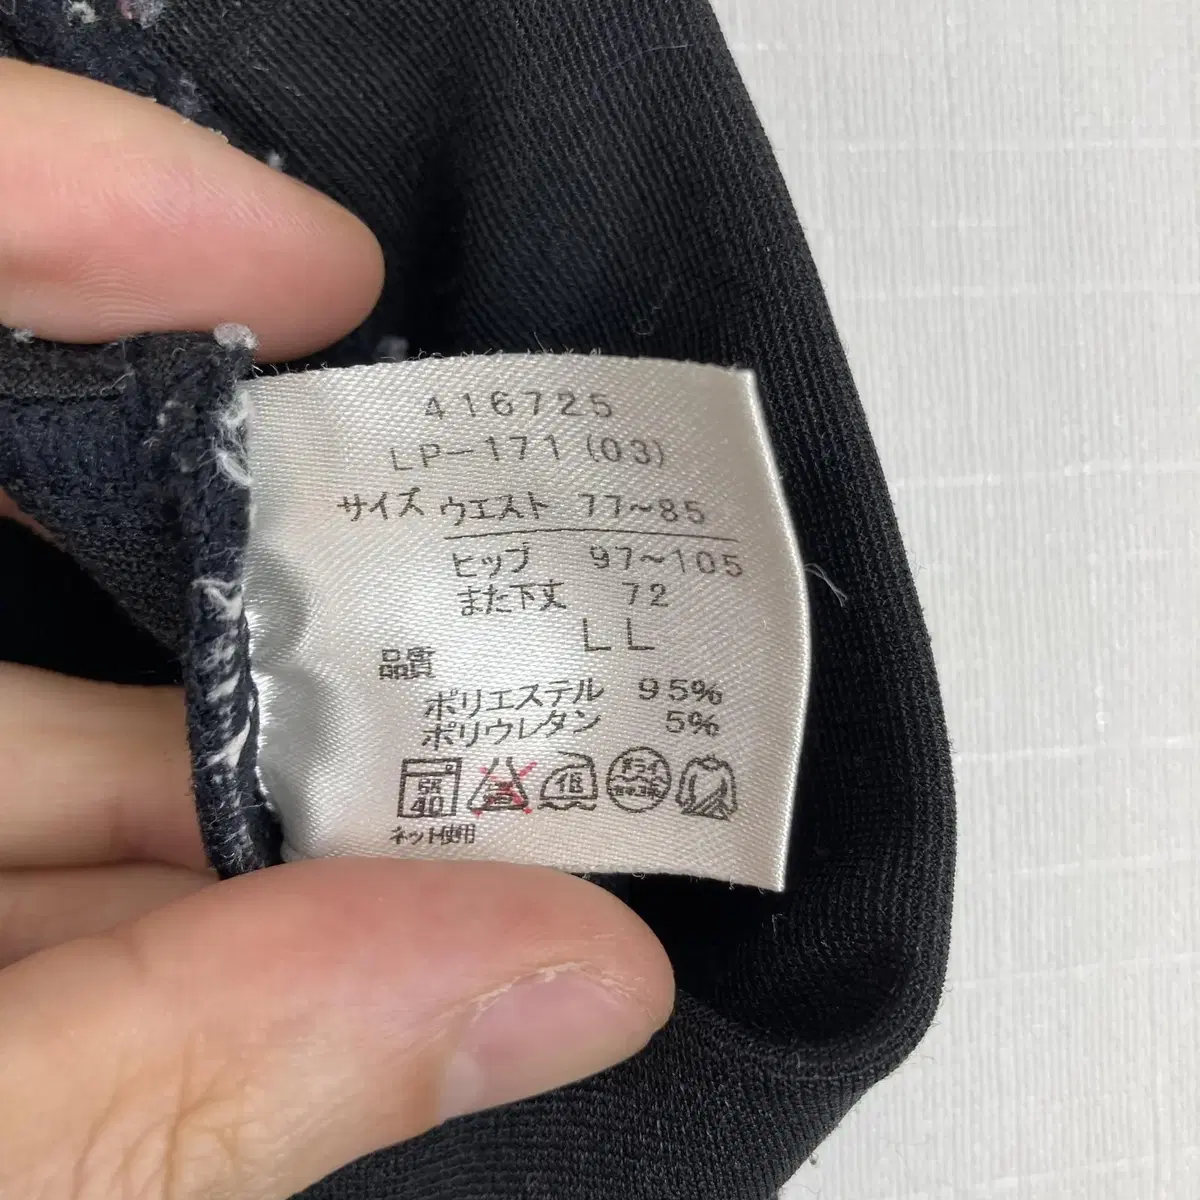 416725
LP-171(03)
サイズ ウエスト 77~85
ヒップ 97~105
また下丈 72
LL
品質
ポリエステル 95%
ポリウレタン 5%
40
ネット使用